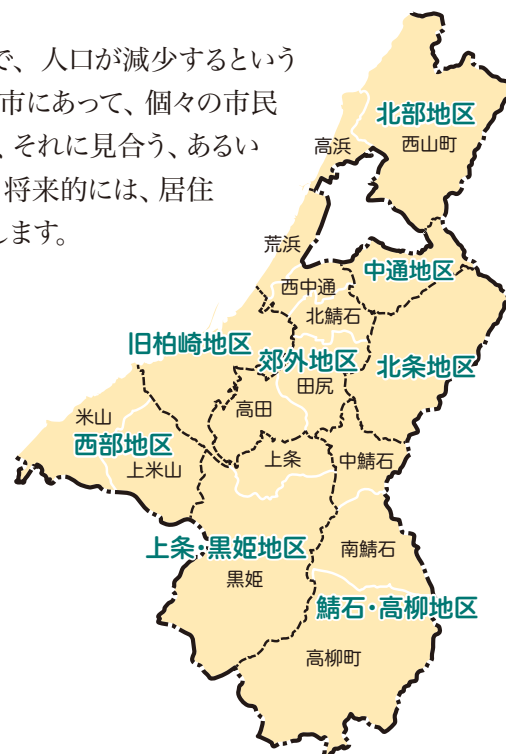 で、人口が減少するという
市にあって、個々の市民
、それに見合う、あるい
将来的には、居住
します。
北部地区
西山町
高浜
荒浜
中通地区
西中通
北鯖石
旧柏崎地区
郊外地区
北条地区
田尻
高田
米山
西部地区
上米山
上条
中鯖石
上条・黒姫地区
南鯖石
黒姫
鯖石・高柳地区
高柳町